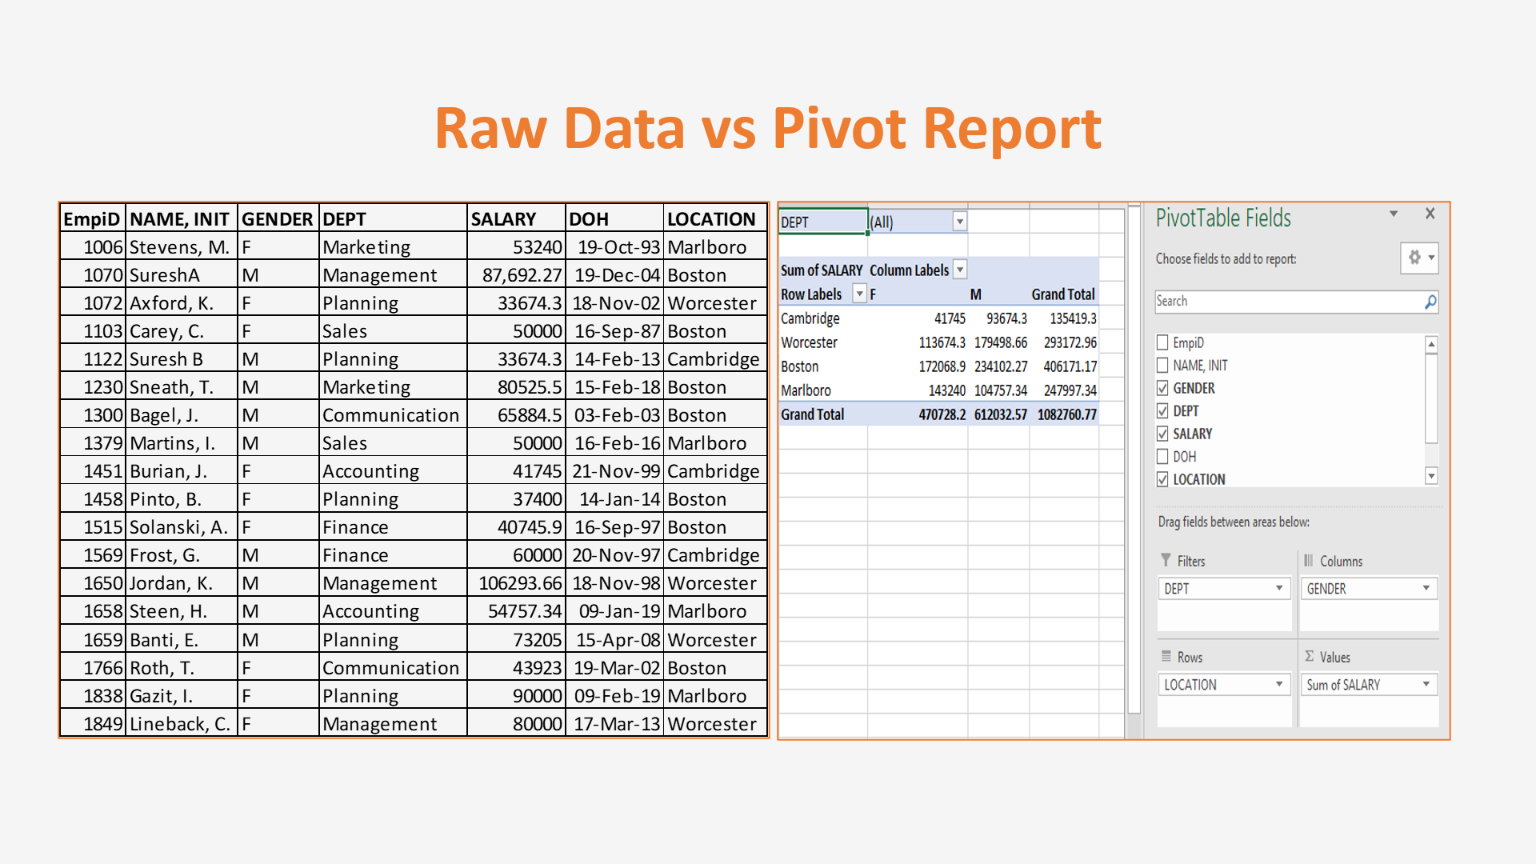 Raw Data vs Pivot Report
EmpiD NAME, INIT GENDER DEPT SALARY DOH LOCATION
1006 Stevens, M. F Marketing 53240 19-Oct-93 Marlboro
1070 SureshA M Management 87,692.27 19-Dec-04 Boston
1072 Axford, K. F Planning 33674.3 18-Nov-02 Worcester
1103 Carey, C. F Sales 50000 16-Sep-87 Boston
1122 Suresh B M Planning 33674.3 14-Feb-13 Cambridge
1230 Sneath, T. M Marketing 80525.5 15-Feb-18 Boston
1300 Bagel, J. M Communication 65884.5 03-Feb-03 Boston
1379 Martins, I. M Sales 50000 16-Feb-16 Marlboro
1451 Burian, J. F Accounting 41745 21-Nov-99 Cambridge
1458 Pinto, B. F Planning 37400 14-Jan-14 Boston
1515 Solanski, A. F Finance 40745.9 16-Sep-97 Boston
1569 Frost, G. M Finance 60000 20-Nov-97 Cambridge
1650 Jordan, K. M Management 106293.66 18-Nov-98 Worcester
1658 Steen, H. M Accounting 54757.34 09-Jan-19 Marlboro
1659 Banti, E. M Planning 73205 15-Apr-08 Worcester
1766 Roth, T. F Communication 43923 19-Mar-02 Boston
1838 Gazit, I. F Planning 90000 09-Feb-19 Marlboro
1849 Lineback, C. F Management 80000 17-Mar-13 Worcester
DEPT (All)
Sum of SALARY Column Labels
Row Labels F M Grand Total
Cambridge 41745 93674.3 135419.3
Worcester 113674.3 179498.66 293172.96
Boston 172068.9 234102.27 406171.17
Marlboro 143240 104757.34 247997.34
Grand Total 470728.2 612032.57 1082760.77
PivotTable Fields
Choose fields to add to report:
Search
EmpiD
NAME, INIT
GENDER
DEPT
SALARY
DOH
LOCATION
Drag fields between areas below:
Filters Columns
DEPT GENDER
Rows Σ Values
LOCATION Sum of SALARY